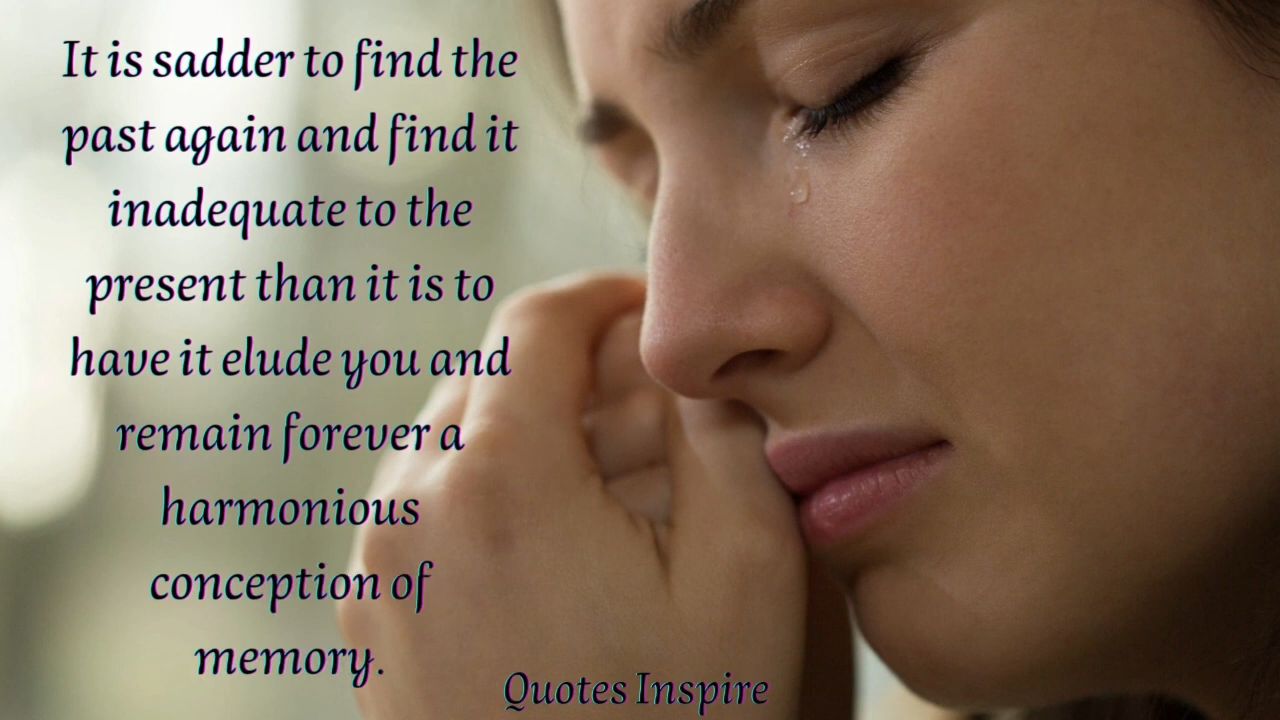 It is sadder to find the
past again and find it
inadequate to the
present than it is to
have it elude you and
remain forever a
harmonious
conception of
memory.
Quotes Inspire